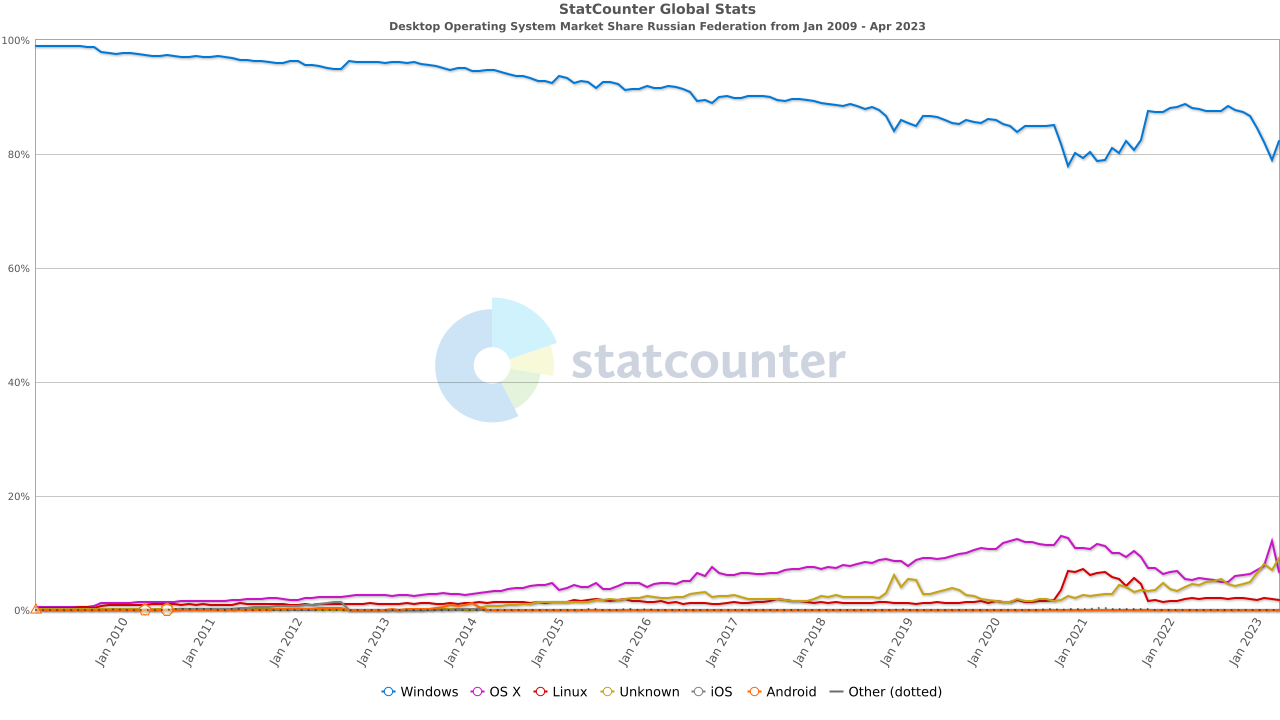 StatCounter Global Stats
Desktop Operating System Market Share Russian Federation from Jan 2009 - Apr 2023
100%
80%
60%
statcounter
40%
20%
0%
Jan 2010 Jan 2011 Jan 2012 Jan 2013 Jan 2014 Jan 2015 Jan 2016 Jan 2017 Jan 2018 Jan 2019 Jan 2020 Jan 2021 Jan 2022 Jan 2023
Windows OS X Linux Unknown iOS Android Other (dotted)